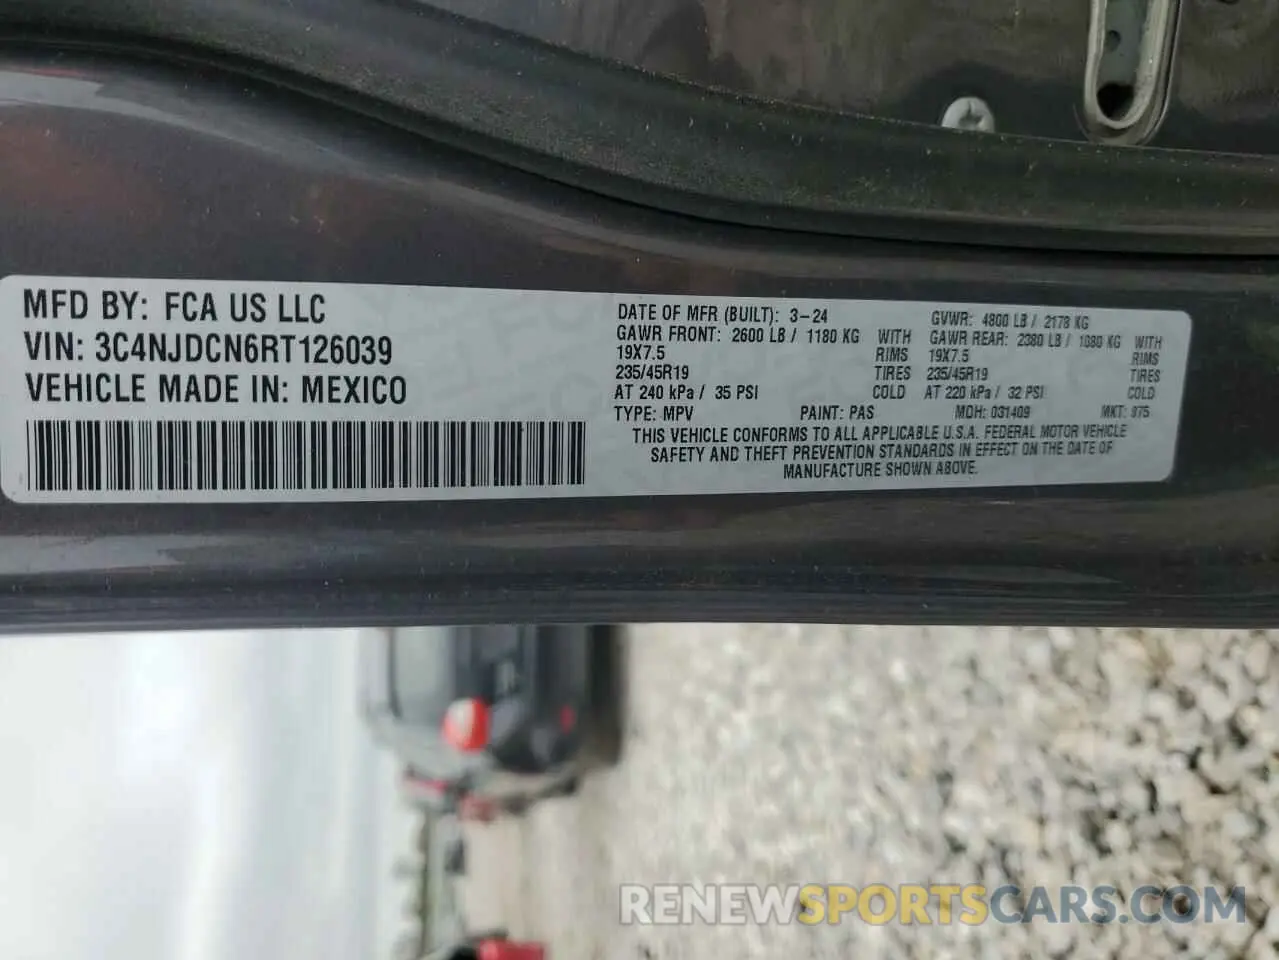 MFD BY: FCA US LLC
VIN: 3C4NJDCN6RT126039
VEHICLE MADE IN: MEXICO
DATE OF MFR (BUILT): 3-24
GVWR: 4800 LB / 2178 KG
GAWR FRONT: 2600 LB / 1180 KG WITH
19X7.5 RIMS
235/45R19 TIRES
AT 240 kPa / 35 PSI COLD
GAWR REAR: 2380 LB / 1080 KG WITH
19X7.5 RIMS
235/45R19 TIRES
AT 220 kPa / 32 PSI COLD
TYPE: MPV PAINT: PAS MDH: 031409 MKT: 975
THIS VEHICLE CONFORMS TO ALL APPLICABLE U.S.A. FEDERAL MOTOR VEHICLE
SAFETY AND THEFT PREVENTION STANDARDS IN EFFECT ON THE DATE OF
MANUFACTURE SHOWN ABOVE.
RENEWSPORTSCARS.COM